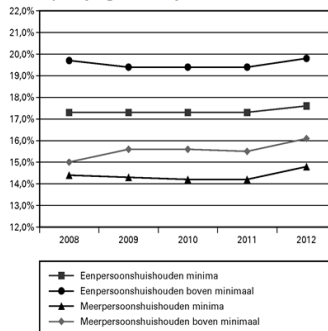 22,0%
21,0%
20,0%
19,0%
18,0%
17,0%
16,0%
15,0%
14,0%
13,0%
12,0%
2008 2009 2010 2011 2012
Eenpersoonshuishouden minima
Eenpersoonshuishouden boven minimaal
Meerpersoonshuishouden minima
Meerpersoonshuishouden boven minimaal